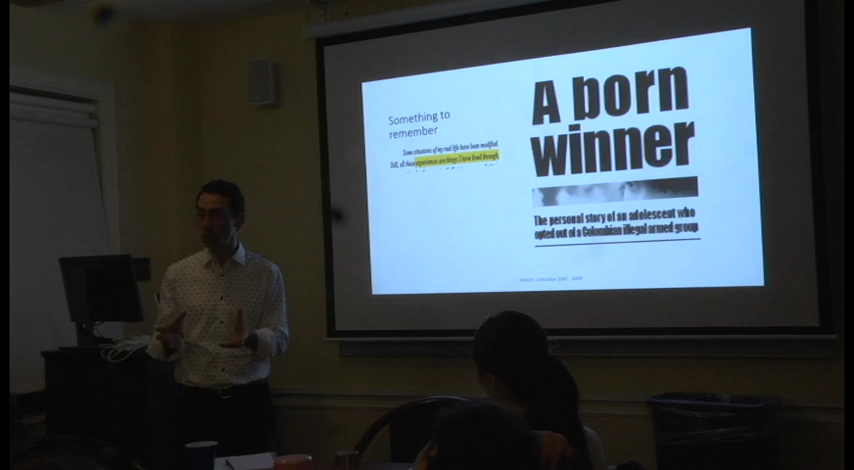 Something to
remember
Some situations of my real life have been modified.
Still, all these experiences are things I have lived through,
A born
winner
The personal story of an adolescent who
opted out of a Colombian illegal armed group